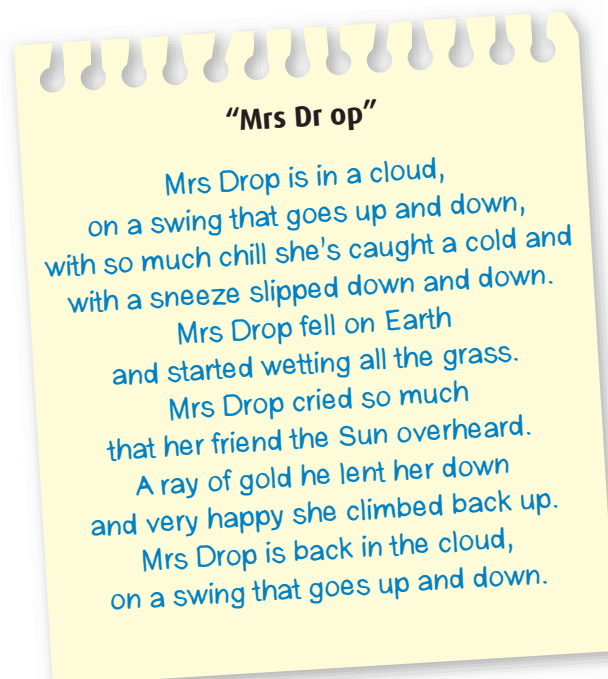 “Mrs Dr op”
Mrs Drop is in a cloud,
on a swing that goes up and down,
with so much chill she's caught a cold and
with a sneeze slipped down and down.
Mrs Drop fell on Earth
and started wetting all the grass.
Mrs Drop cried so much
that her friend the Sun overheard.
A ray of gold he lent her down
and very happy she climbed back up.
Mrs Drop is back in the cloud,
on a swing that goes up and down.